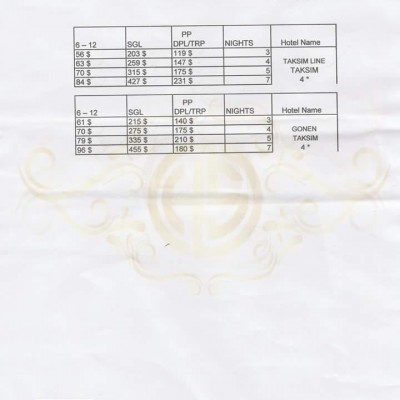 PP
6 – 12 SGL DPL/TRP NIGHTS Hotel Name
56 $ 203 $ 119 $ 3
63 $ 259 $ 147 $ 4 TAKSIM LINE
70 $ 315 $ 175 $ 5 TAKSIM
84 $ 427 $ 231 $ 7 4 *
PP
6 – 12 SGL DPL/TRP NIGHTS Hotel Name
61 $ 215 $ 140 $ 3
70 $ 275 $ 175 $ 4 GONEN
79 $ 335 $ 210 $ 5 TAKSIM
96 $ 455 $ 180 $ 7 4 *